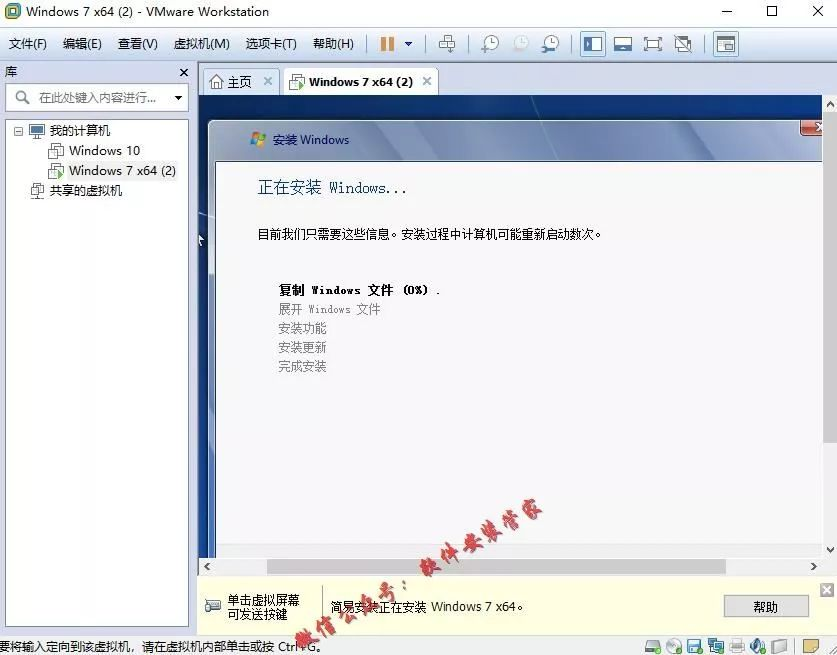 Windows 7 x64 (2) - VMware Workstation
文件(F) 编辑(E) 查看(V) 虚拟机(M) 选项卡(T) 帮助(H)
库
主页
Windows 7 x64 (2)
在此处键入内容进行...
我的计算机
Windows 10
Windows 7 x64 (2)
共享的虚拟机
安装 Windows
正在安装 Windows...
目前我们只需要这些信息。安装过程中计算机可能重新启动数次。
复制 Windows 文件 (0%) .
展开 Windows 文件
安装功能
安装更新
完成安装
单击虚拟屏幕
可发送按键
简易安装正在安装 Windows 7 x64。
帮助
微信公众号：软件安装管家
要将输入定向到该虚拟机，请在虚拟机内部单击或按 Ctrl+G。